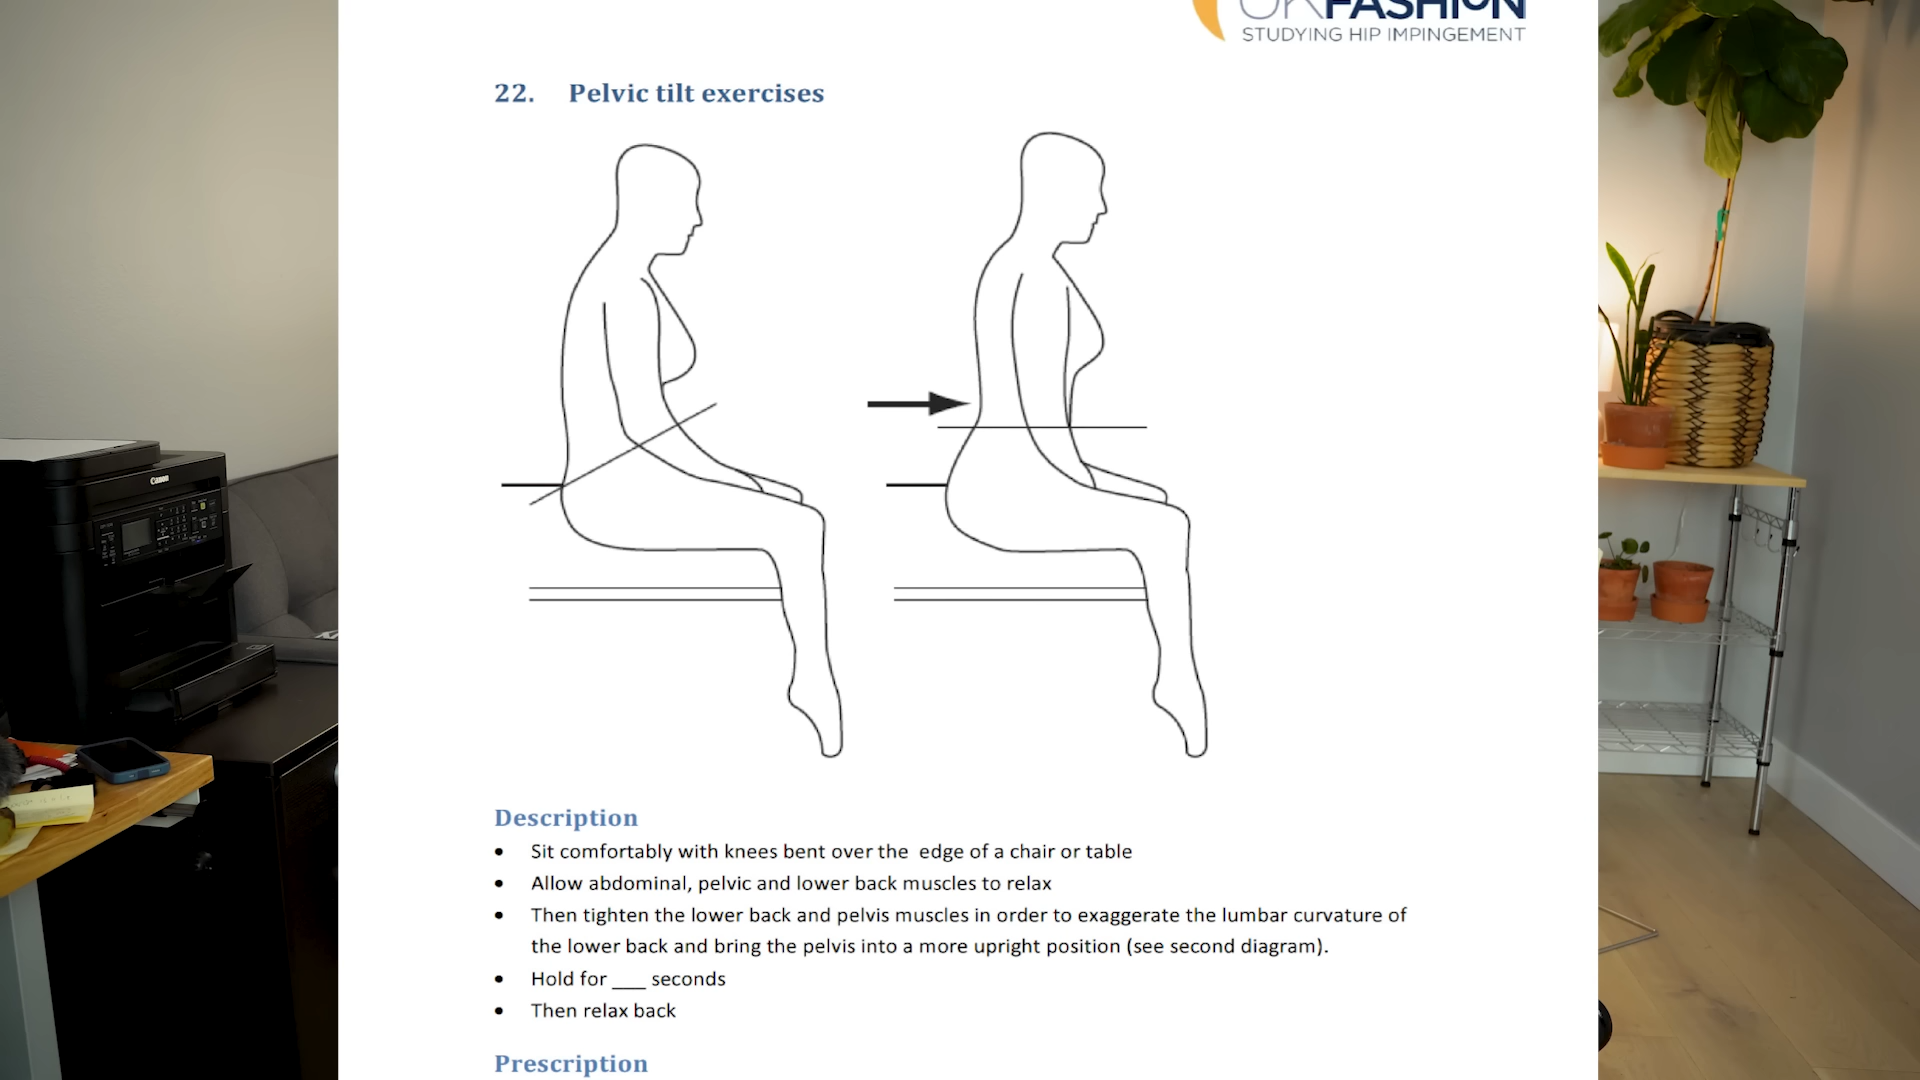 UKFASHIoN
STUDYING HIP IMPINGEMENT
22. Pelvic tilt exercises
Canon
Description
• Sit comfortably with knees bent over the edge of a chair or table
• Allow abdominal, pelvic and lower back muscles to relax
• Then tighten the lower back and pelvis muscles in order to exaggerate the lumbar curvature of
the lower back and bring the pelvis into a more upright position (see second diagram).
• Hold for ___ seconds
• Then relax back
Prescription